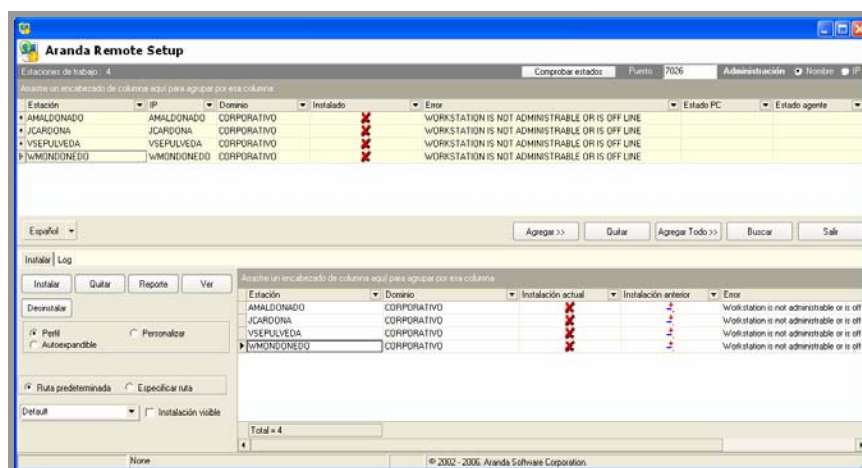 Aranda Remote Setup
Estaciones de trabajo : 4 Comprobar estados Puerto 7026 Administración Nombre IP
Arrastre un encabezado de columna aquí para agrupar por esa columna
Estación IP Dominio Instalado Error Estado PC Estado agente
AMALDONADO AMALDONADO CORPORATIVO WORKSTATION IS NOT ADMINISTRABLE OR IS OFF LINE
JCARDONA JCARDONA CORPORATIVO WORKSTATION IS NOT ADMINISTRABLE OR IS OFF LINE
VSEPULVEDA VSEPULVEDA CORPORATIVO WORKSTATION IS NOT ADMINISTRABLE OR IS OFF LINE
WMONDONEDO WMONDONEDO CORPORATIVO WORKSTATION IS NOT ADMINISTRABLE OR IS OFF LINE
Español Agregar >> Quitar Agregar Todo >> Buscar Salir
Instalar Log
Instalar Quitar Reporte Ver
Desinstalar
Perfil Personalizar
Autoexpandible
Ruta predeterminada Especificar ruta
Default Instalación visible
Arrastre un encabezado de columna aquí para agrupar por esa columna
Estación Dominio Instalación actual Instalación anterior Error
AMALDONADO CORPORATIVO Workstation is not administrable or is off
JCARDONA CORPORATIVO Workstation is not administrable or is off
VSEPULVEDA CORPORATIVO Workstation is not administrable or is off
WMONDONEDO CORPORATIVO Workstation is not administrable or is off
Total = 4
None © 2002 - 2006. Aranda Software Corporation.